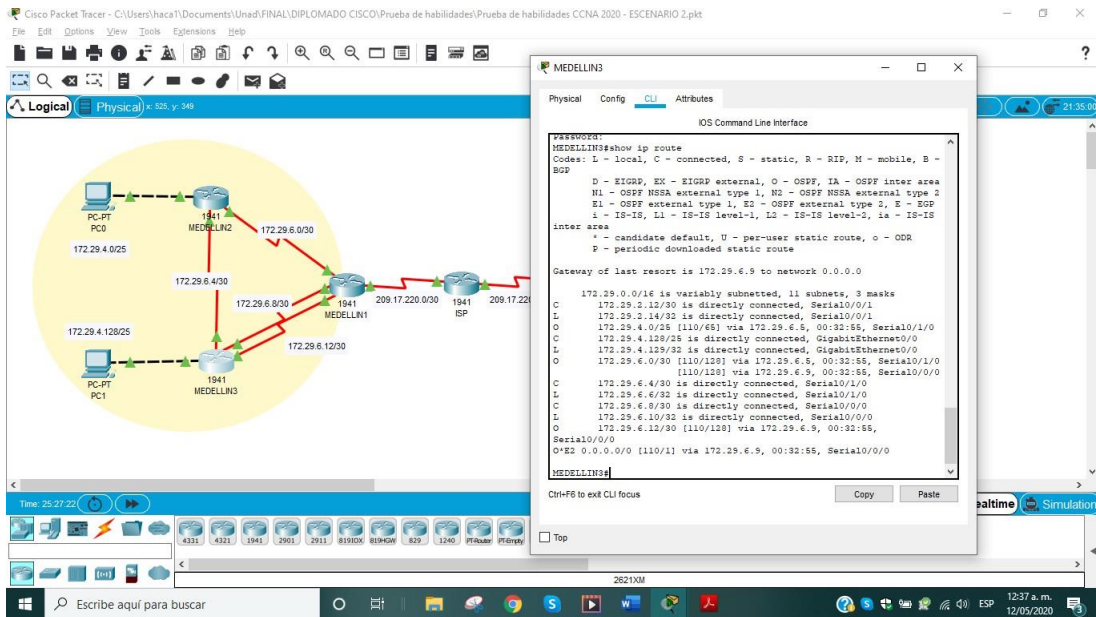 Cisco Packet Tracer - C:\Users\haca1\Documents\Unad\FINAL\DIPLOMADO CISCO\Prueba de habilidades\Prueba de habilidades CCNA 2020 - ESCENARIO 2.pkt
File Edit Options View Tools Extensions Help
?
Logical Physical x: 525, y: 349
21:35:00
PC-PT
PC0
1941
MEDELLIN2
172.29.6.0/30
172.29.4.0/25
172.29.6.4/30
172.29.6.8/30
1941
MEDELLIN1
209.17.220.0/30
1941
ISP
209.17.220
172.29.4.128/25
172.29.6.12/30
PC-PT
PC1
1941
MEDELLIN3
MEDELLIN3
Physical Config CLI Attributes
IOS Command Line Interface
Password:
MEDELLIN3#show ip route
Codes: L - local, C - connected, S - static, R - RIP, M - mobile, B -
BGP
D - EIGRP, EX - EIGRP external, O - OSPF, IA - OSPF inter area
N1 - OSPF NSSA external type 1, N2 - OSPF NSSA external type 2
E1 - OSPF external type 1, E2 - OSPF external type 2, E - EGP
i - IS-IS, L1 - IS-IS level-1, L2 - IS-IS level-2, ia - IS-IS
inter area
* - candidate default, U - per-user static route, o - ODR
P - periodic downloaded static route
Gateway of last resort is 172.29.6.9 to network 0.0.0.0
172.29.0.0/16 is variably subnetted, 11 subnets, 3 masks
C 172.29.2.12/30 is directly connected, Serial0/0/1
L 172.29.2.14/32 is directly connected, Serial0/0/1
O 172.29.4.0/25 [110/65] via 172.29.6.5, 00:32:55, Serial0/1/0
C 172.29.4.128/25 is directly connected, GigabitEthernet0/0
L 172.29.4.129/32 is directly connected, GigabitEthernet0/0
O 172.29.6.0/30 [110/128] via 172.29.6.5, 00:32:55, Serial0/1/0
[110/128] via 172.29.6.9, 00:32:55, Serial0/0/0
C 172.29.6.4/30 is directly connected, Serial0/1/0
L 172.29.6.6/32 is directly connected, Serial0/1/0
C 172.29.6.8/30 is directly connected, Serial0/0/0
L 172.29.6.10/32 is directly connected, Serial0/0/0
O 172.29.6.12/30 [110/128] via 172.29.6.9, 00:32:55,
Serial0/0/0
O*E2 0.0.0.0/0 [110/1] via 172.29.6.9, 00:32:55, Serial0/0/0
MEDELLIN3#
Ctrl+F6 to exit CLI focus
Copy Paste
Top
Time: 25:27:22
ealtime Simulation
4331 4321 1941 2901 2911 819IOX 819HGW 829 1240 PT-Router PT-Empty
2621XM
Escribe aquí para buscar
ESP
12:37 a. m.
12/05/2020